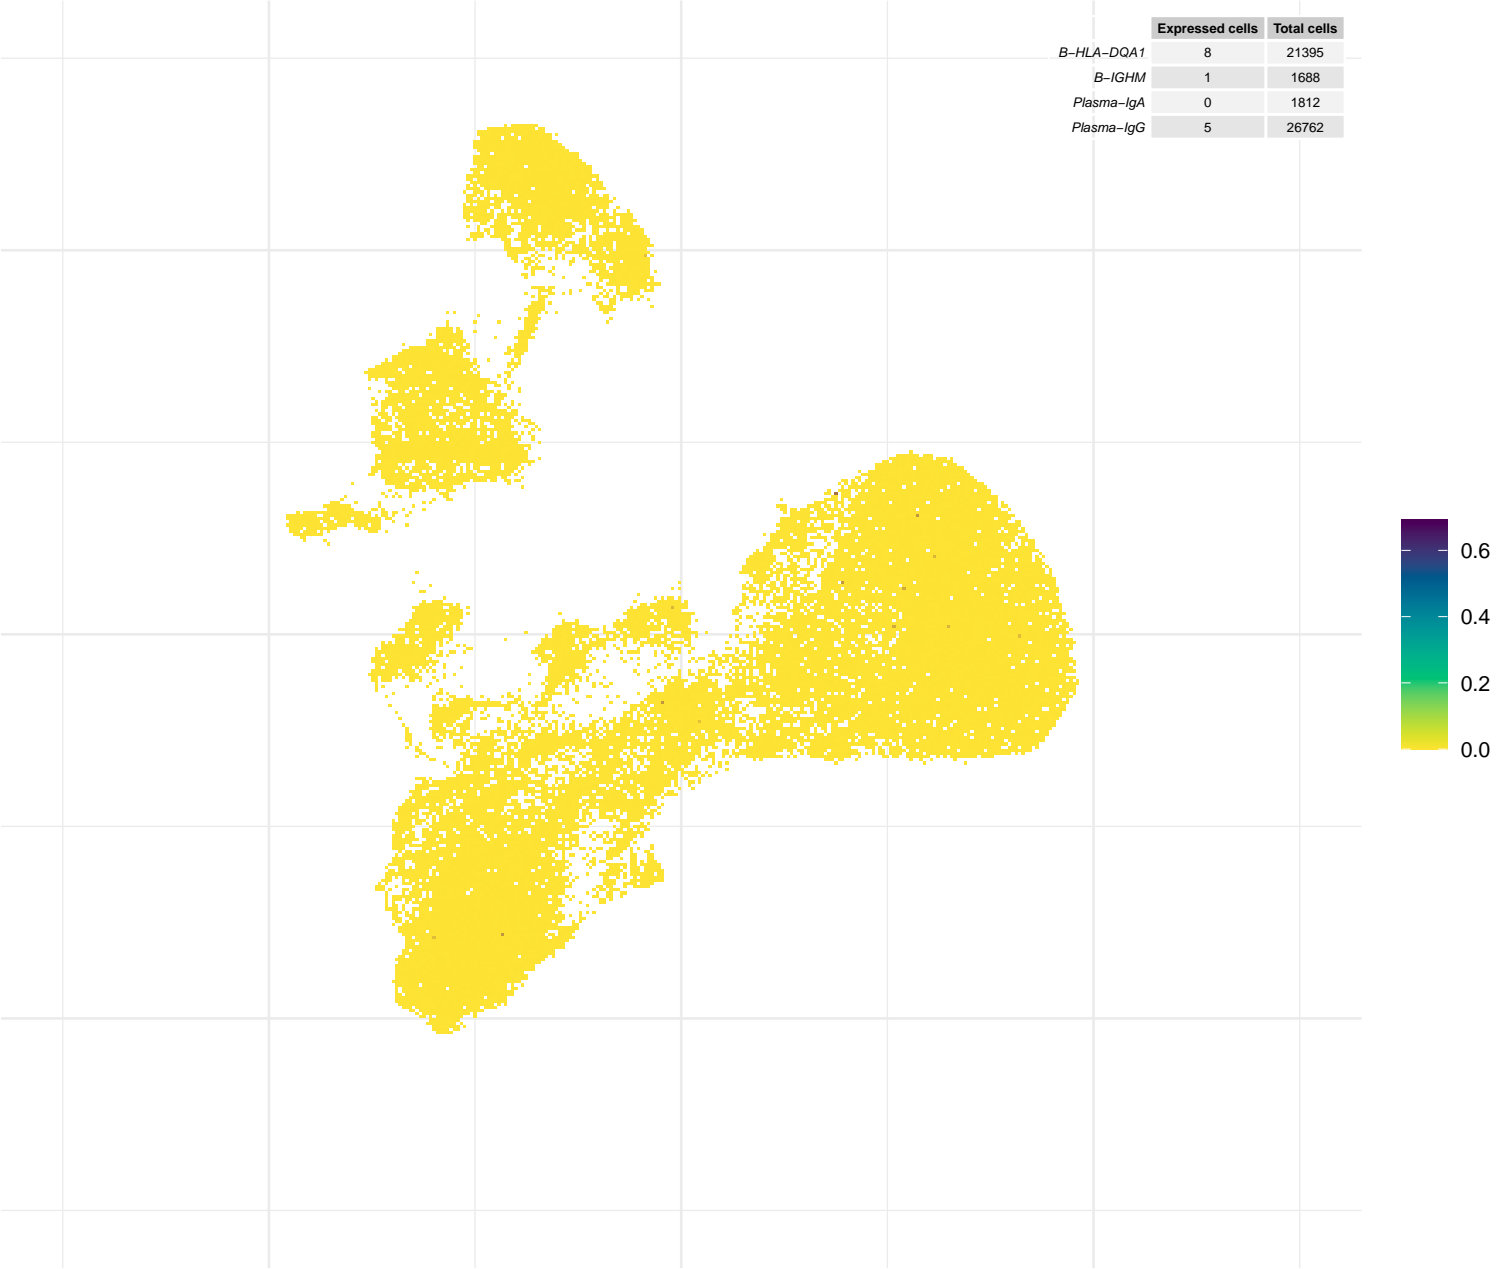 Expressed cells Total cells
B−HLA−DQA1 8 21395
B−IGHM 1 1688
Plasma−IgA 0 1812
Plasma−IgG 5 26762
0.6
0.4
0.2
0.0